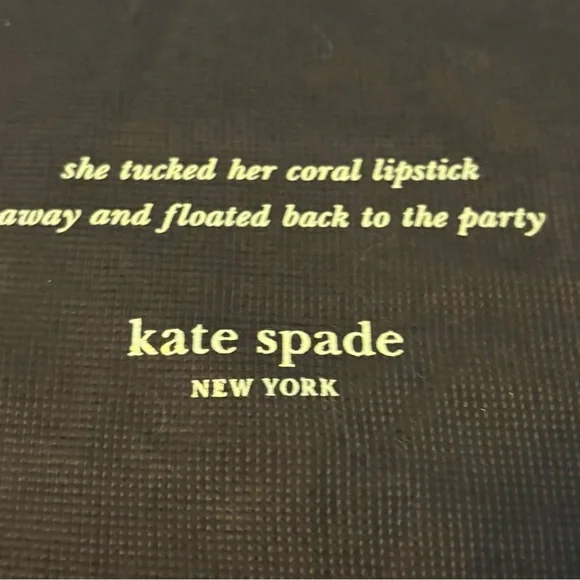 she tucked her coral lipstick
away and floated back to the party
kate spade
NEW YORK